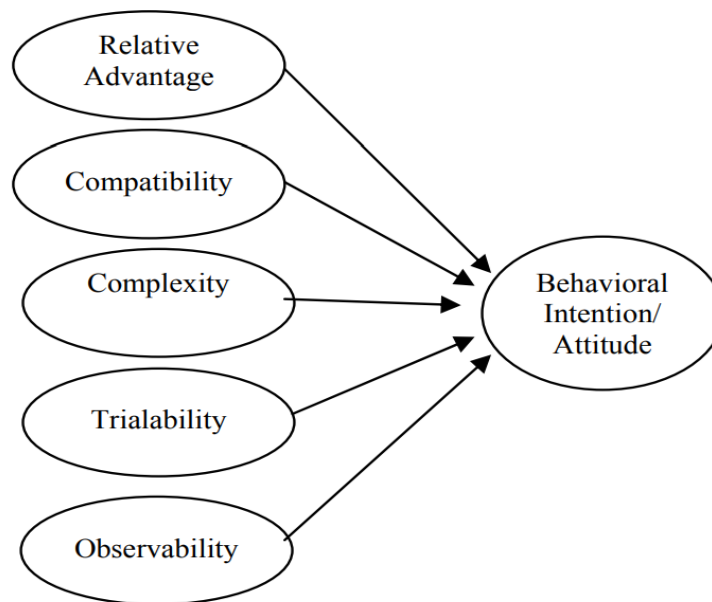 Relative
Advantage
Compatibility
Complexity
Trialability
Observability
Behavioral
Intention/
Attitude